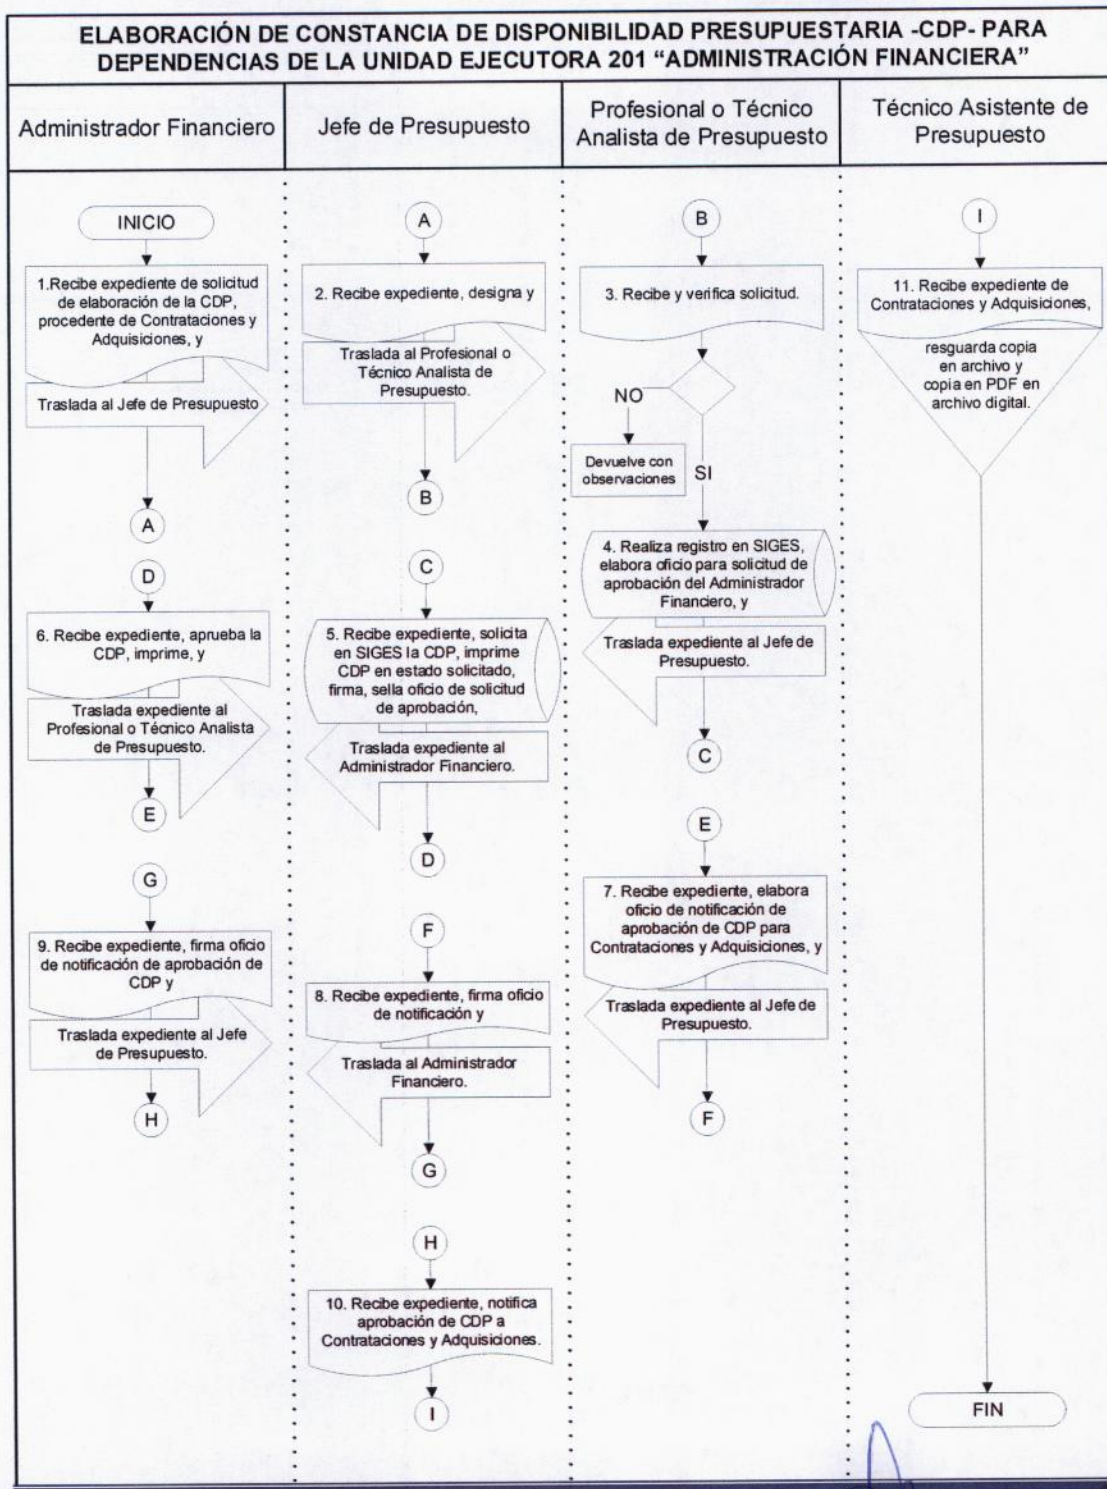 ELABORACIÓN DE CONSTANCIA DE DISPONIBILIDAD PRESUPUESTARIA -CDP- PARA
DEPENDENCIAS DE LA UNIDAD EJECUTORA 201 “ADMINISTRACIÓN FINANCIERA”
Administrador Financiero
INICIO
1.Recibe expediente de solicitud
de elaboración de la CDP,
procedente de Contrataciones y
Adquisiciones, y
Traslada al Jefe de Presupuesto
A
D
6. Recibe expediente, aprueba la
CDP, imprime, y
Traslada expediente al
Profesional o Técnico Analista
de Presupuesto.
E
G
9. Recibe expediente, firma oficio
de notificación de aprobación de
CDP y
Traslada expediente al Jefe
de Presupuesto.
H
Jefe de Presupuesto
A
2. Recibe expediente, designa y
Traslada al Profesional o
Técnico Analista de
Presupuesto.
B
C
5. Recibe expediente, solicita
en SIGES la CDP, imprime
CDP en estado solicitado,
firma, sella oficio de solicitud
de aprobación,
Traslada expediente al
Administrador Financiero.
D
F
8. Recibe expediente, firma oficio
de notificación y
Traslada al Administrador
Financiero.
G
H
10. Recibe expediente, notifica
aprobación de CDP a
Contrataciones y Adquisiciones.
I
Profesional o Técnico
Analista de Presupuesto
B
3. Recibe y verifica solicitud.
NO
Devuelve con
observaciones
SI
4. Realiza registro en SIGES,
elabora oficio para solicitud de
aprobación del Administrador
Financiero, y
Traslada expediente al Jefe de
Presupuesto.
C
E
7. Recibe expediente, elabora
oficio de notificación de
aprobación de CDP para
Contrataciones y Adquisiciones, y
Traslada expediente al Jefe de
Presupuesto.
F
Técnico Asistente de
Presupuesto
I
11. Recibe expediente de
Contrataciones y Adquisiciones,
resguarda copia
en archivo y
copia en PDF en
archivo digital.
FIN